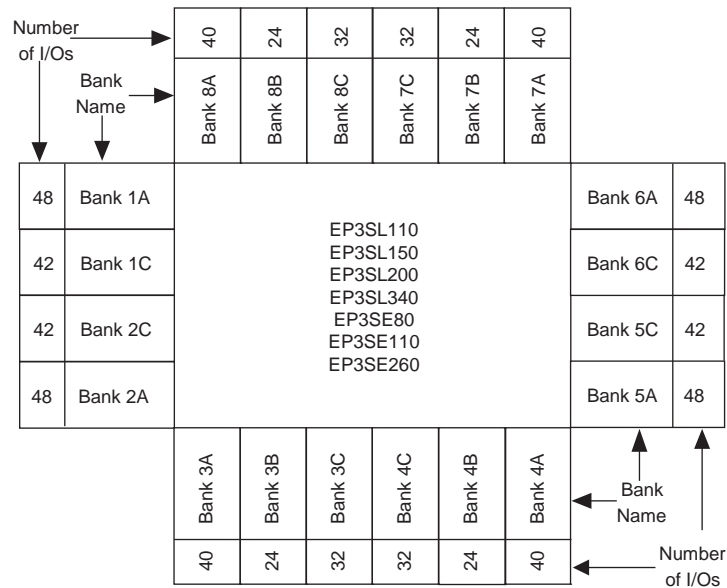 Number
of I/Os
40 24 32 32 24 40
Bank
Name
Bank 8A Bank 8B Bank 8C Bank 7C Bank 7B Bank 7A
48 Bank 1A
42 Bank 1C
42 Bank 2C
48 Bank 2A
EP3SL110
EP3SL150
EP3SL200
EP3SL340
EP3SE80
EP3SE110
EP3SE260
Bank 6A 48
Bank 6C 42
Bank 5C 42
Bank 5A 48
Bank 3A Bank 3B Bank 3C Bank 4C Bank 4B Bank 4A
Bank
Name
40 24 32 32 24 40
Number
of I/Os